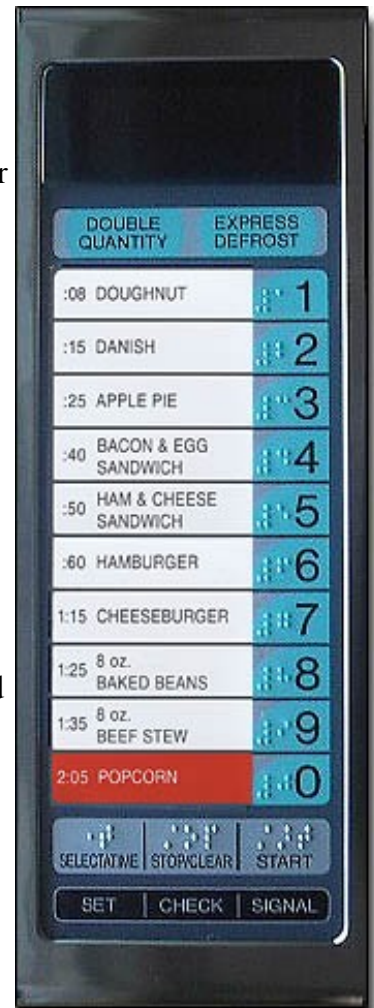 r
DOUBLE EXPRESS
QUANTITY DEFROST
:08 DOUGHNUT 1
:15 DANISH 2
:25 APPLE PIE 3
:40 BACON & EGG
SANDWICH 4
:50 HAM & CHEESE
SANDWICH 5
:60 HAMBURGER 6
1:15 CHEESEBURGER 7
d
1:25 8 oz.
BAKED BEANS 8
1:35 8 oz.
BEEF STEW 9
2:05 POPCORN 0
SELECTATIME STOP/CLEAR START
SET CHECK SIGNAL